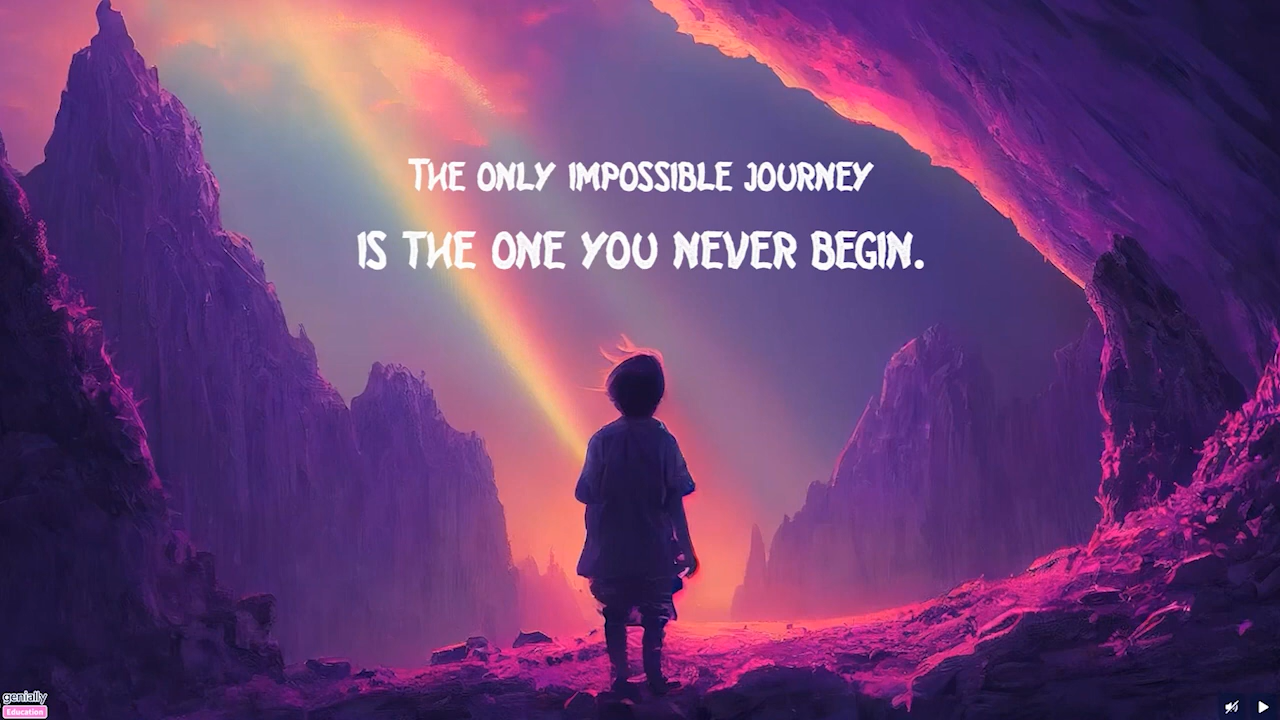 The only impossible journey
is the one you never begin.
genially
Education